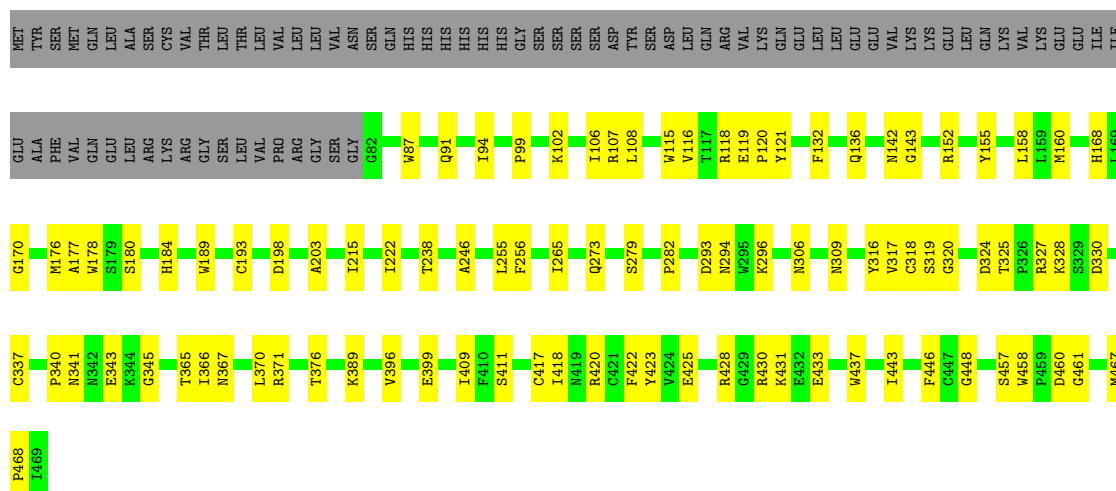 MET TYR SER MET GLN LEU ALA SER CYS VAL THR LEU THR LEU VAL LEU LEU VAL ASN SER GLN HIS HIS HIS HIS HIS HIS GLY SER SER SER SER ASP TYR SER ASP LEU GLN ARG VAL LYS GLN GLU LEU LEU GLU GLU VAL LYS LYS GLU LEU GLN LYS VAL LYS GLU GLU ILE ILE
GLU ALA PHE VAL GLN GLU LEU ARG LYS ARG GLY SER LEU VAL PRO ARG GLY SER GLY G82 W87 Q91 I94 P99 K102 I106 R107 L108 W115 V116 T117 R118 E119 P120 Y121 F132 Q136 N142 G143 R152 Y155 L158 L159 M160 H168 L169
G170 M176 A177 W178 S179 S180 H184 W189 C193 D198 A203 I215 I222 T238 A246 L255 F256 I265 Q273 S279 P282 D293 N294 W295 K296 N306 N309 Y316 V317 C318 S319 G320 D324 T325 P326 R327 K328 S329 D330
C337 P340 N341 N342 E343 K344 G345 T365 I366 N367 L370 R371 T376 K389 V396 E399 I409 F410 S411 C417 I418 N419 R420 C421 F422 Y423 V424 E425 R428 G429 R430 K431 E432 E433 W437 I443 F446 C447 G448 S457 W458 P459 D460 G461 M467
P468 I469